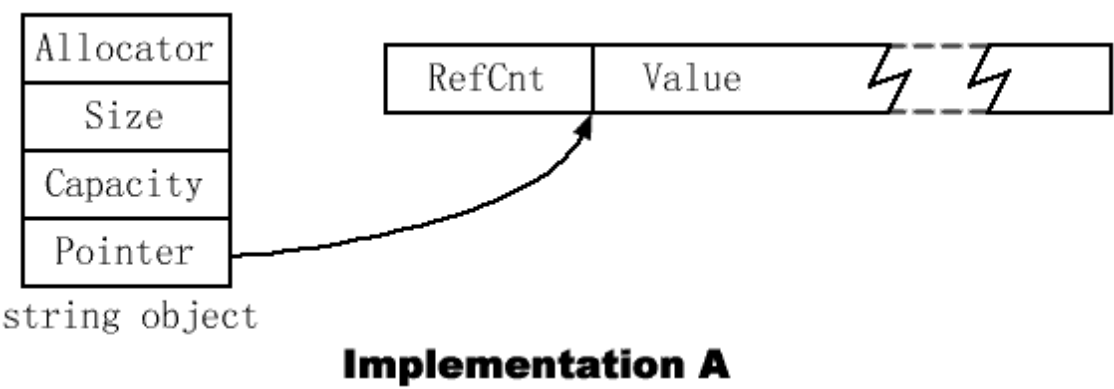 Allocator
Size
Capacity
Pointer
string object
RefCnt
Value
Implementation A